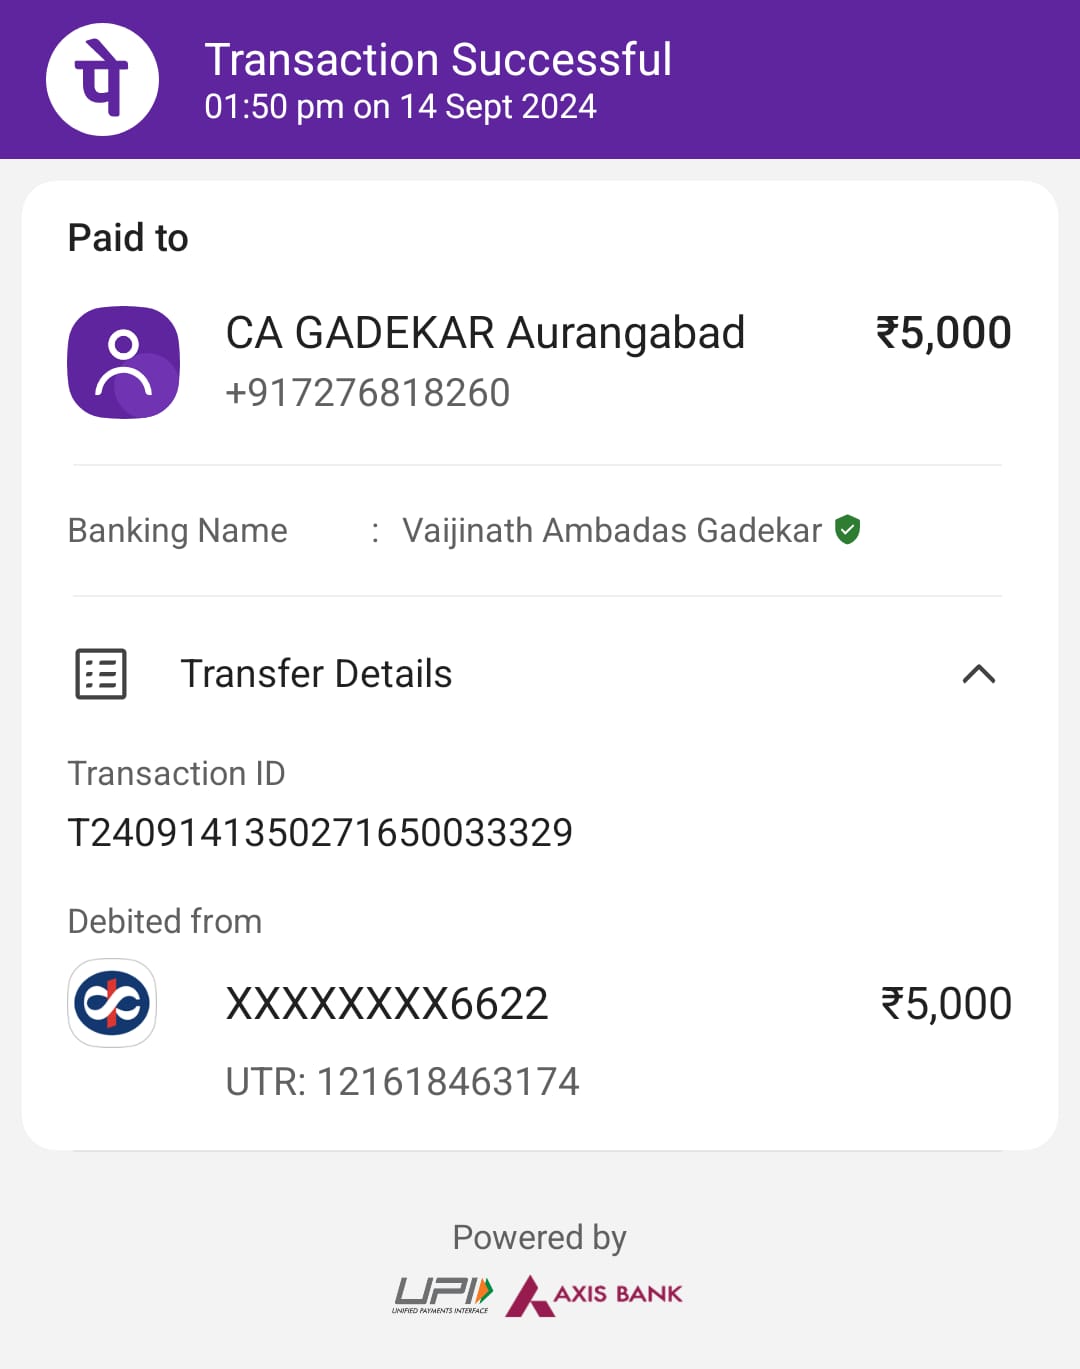 पे
Transaction Successful
01:50 pm on 14 Sept 2024
Paid to
CA GADEKAR Aurangabad ₹5,000
+917276818260
Banking Name : Vaijinath Ambadas Gadekar
Transfer Details
Transaction ID
T2409141350271650033329
Debited from
XXXXXXXX6622 ₹5,000
UTR: 121618463174
Powered by
UPI AXIS BANK
UNIFIED PAYMENTS INTERFACE